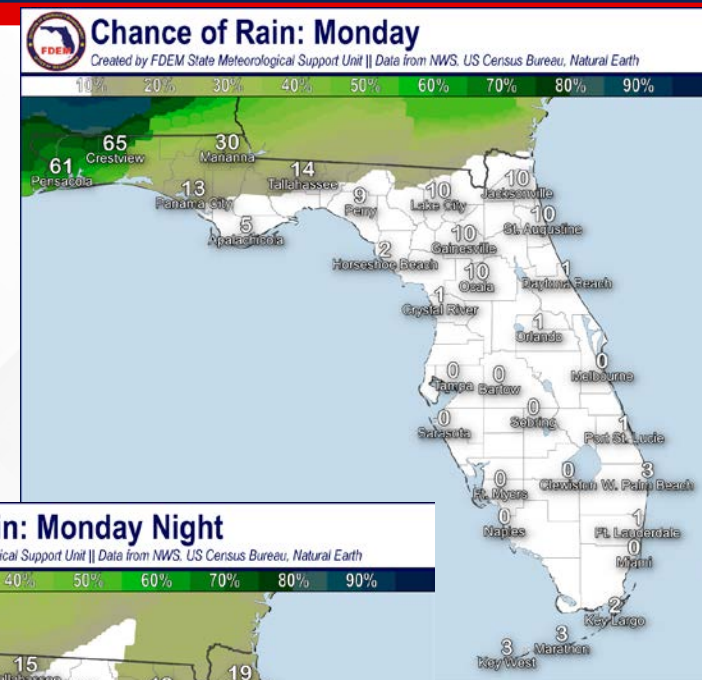 FDEM
Chance of Rain: Monday
Created by FDEM State Meteorological Support Unit || Data from NWS, US Census Bureau, Natural Earth
10% 20% 30% 40% 50% 60% 70% 80% 90%
65
Crestview
30
Marianna
61
Pensacola
14
Tallahassee
13
Panama City
9
Perry
10
Lake City
10
Jacksonville
5
Apalachicola
10
St. Augustine
10
Gainesville
2
Horseshoe Beach
10
Ocala
1
Daytona Beach
1
Crystal River
1
Orlando
0
Tampa
0
Bartow
0
Melbourne
0
Sarasota
0
Sebring
1
Port St. Lucie
0
Ft. Myers
0
Clewiston
3
W. Palm Beach
0
Naples
1
Ft. Lauderdale
0
Miami
2
Key Largo
3
Key West
3
Marathon
in: Monday Night
ical Support Unit || Data from NWS, US Census Bureau, Natural Earth
40% 50% 60% 70% 80% 90%
15
19